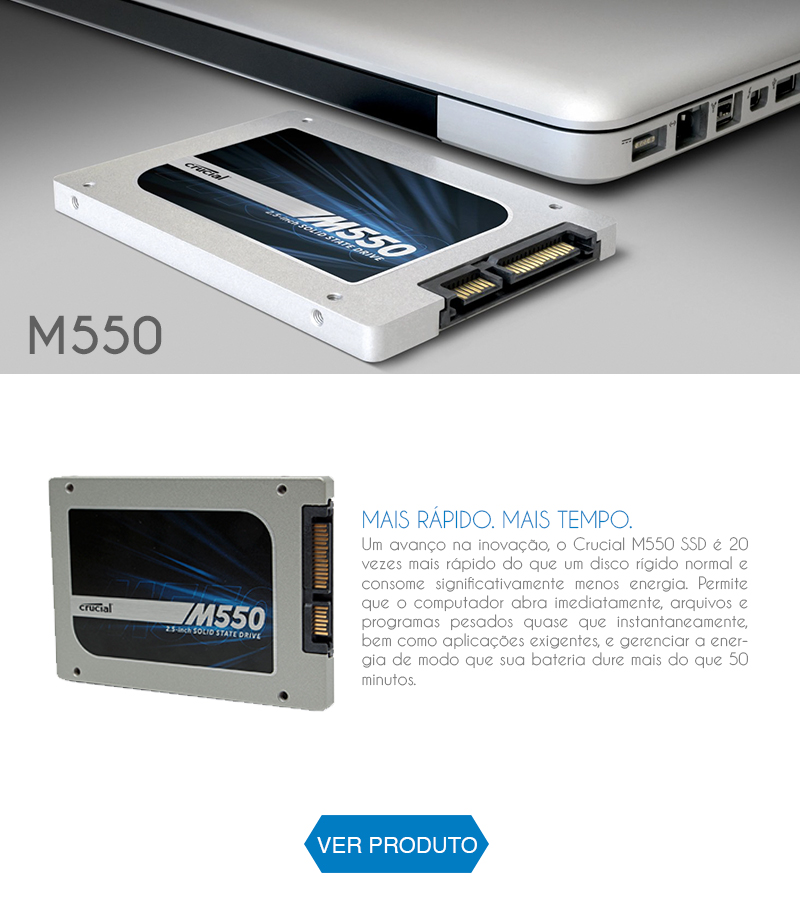 crucial
M550
2.5-inch SOLID STATE DRIVE
M550
MAIS RÁPIDO. MAIS TEMPO.
Um avanço na inovação, o Crucial M550 SSD é 20
vezes mais rápido do que um disco rígido normal e
consome significativamente menos energia. Permite
que o computador abra imediatamente, arquivos e
programas pesados quase que instantaneamente,
bem como aplicações exigentes, e gerenciar a ener-
gia de modo que sua bateria dure mais do que 50
minutos.
crucial
M550
2.5-inch SOLID STATE DRIVE
VER PRODUTO